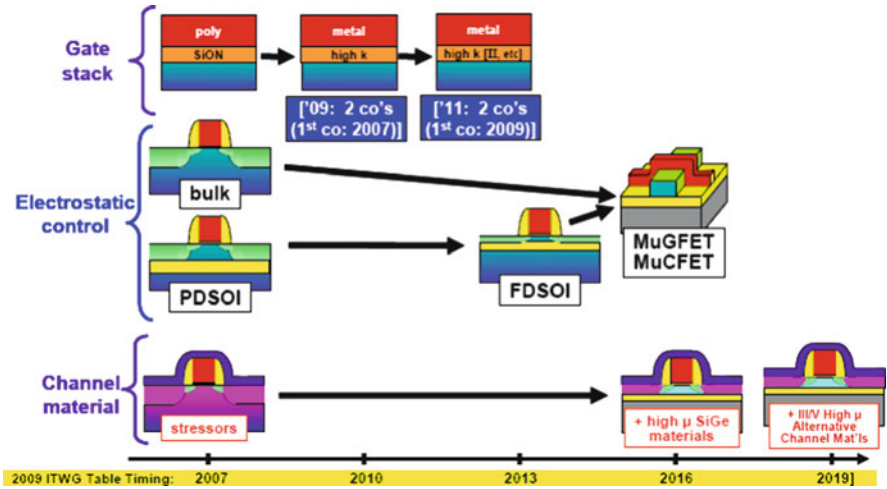 Gate
stack
poly
SiON
metal
high k
metal
high k [II, etc]
['09: 2 co's
(1st co: 2007)]
['11: 2 co's
(1st co: 2009)]
Electrostatic
control
bulk
PDSOI
FDSOI
MuGFET
MuCFET
Channel
material
stressors
+ high µ SiGe
materials
+ III/V High µ
Alternative
Channel Mat'ls
2009 ITWG Table Timing: 2007 2010 2013 2016 2019]